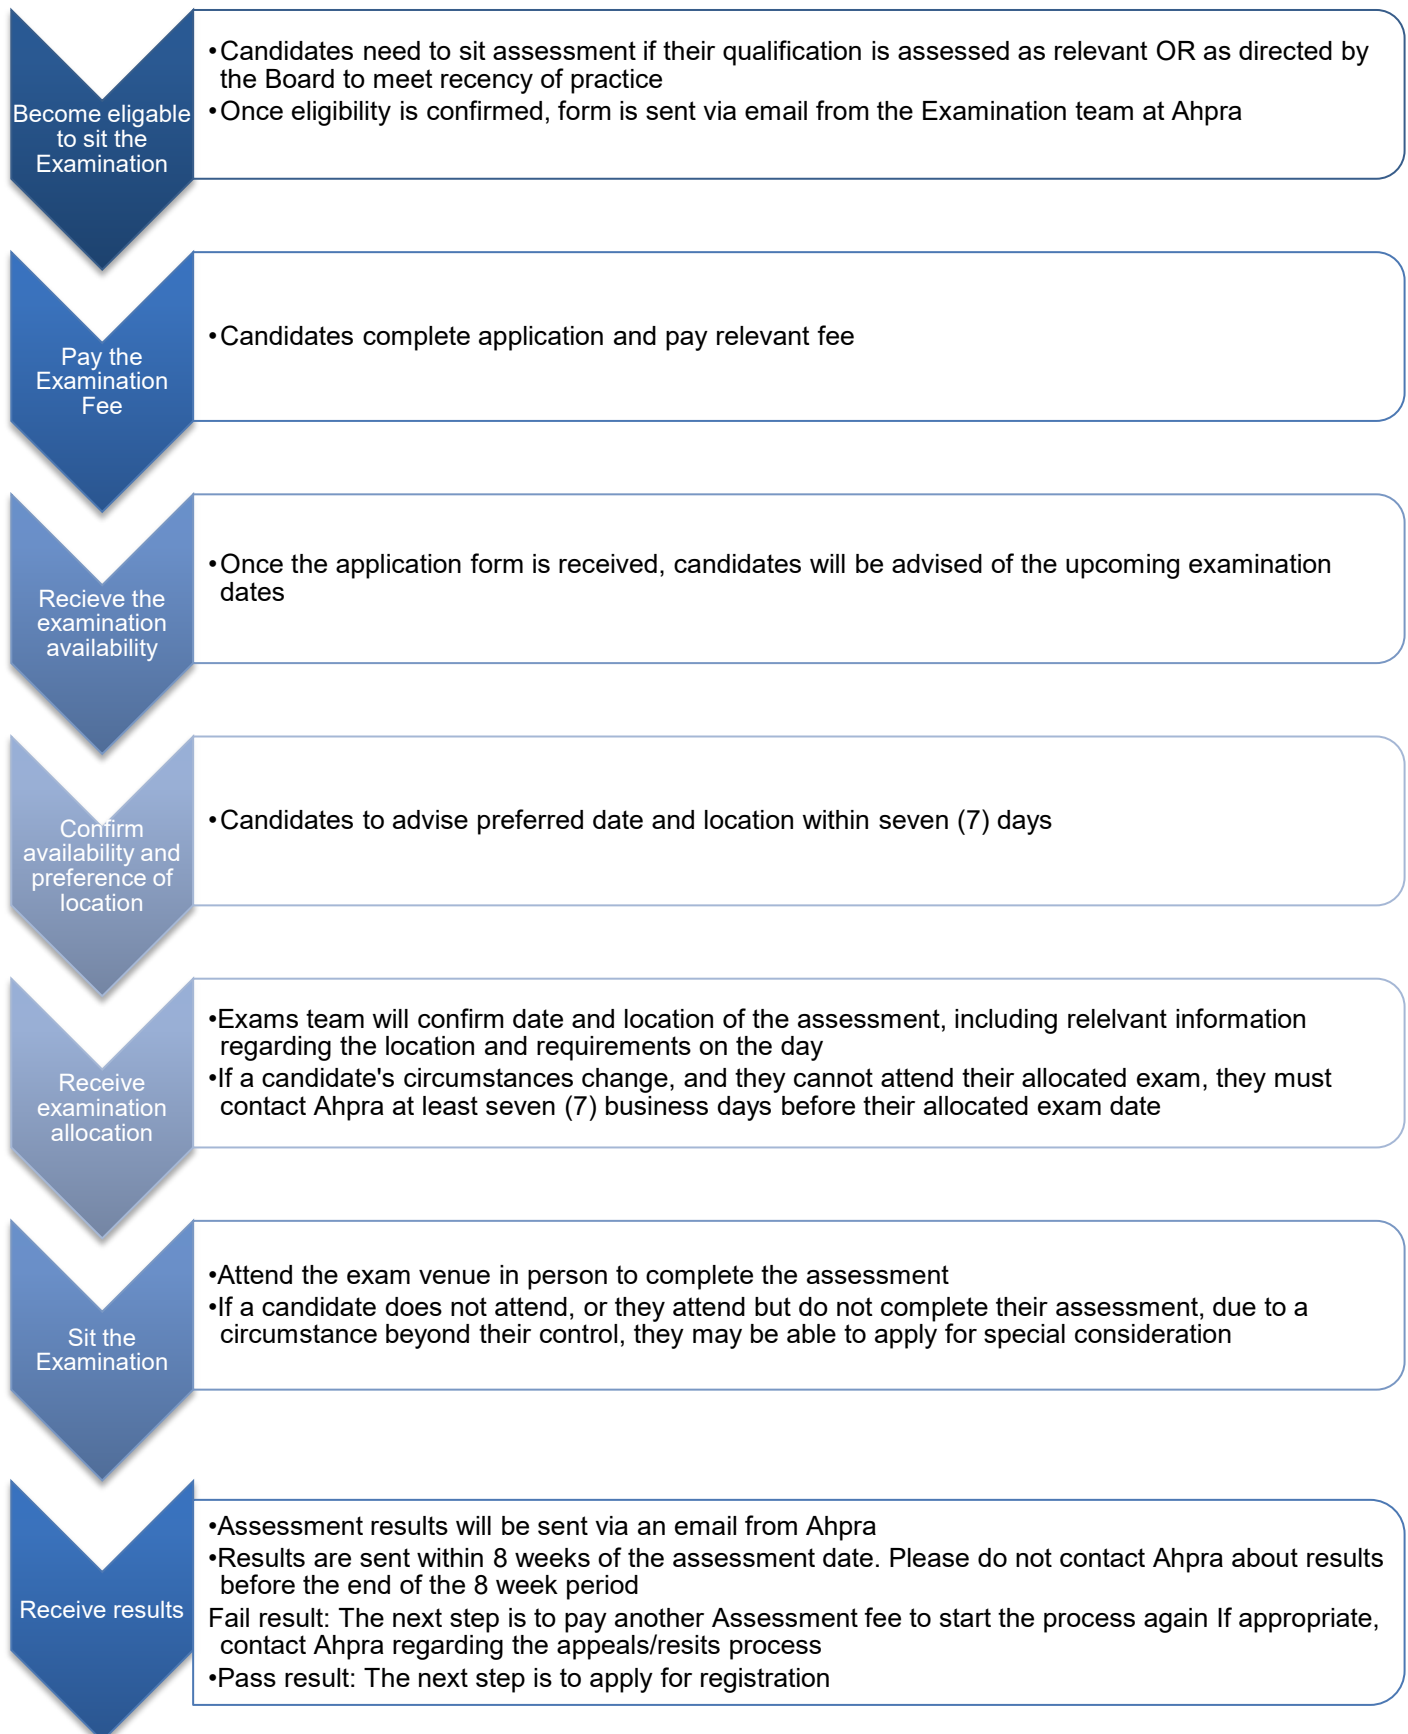 Become eligable
to sit the
Examination
•Candidates need to sit assessment if their qualification is assessed as relevant OR as directed by
the Board to meet recency of practice
•Once eligibility is confirmed, form is sent via email from the Examination team at Ahpra
Pay the
Examination
Fee
•Candidates complete application and pay relevant fee
Recieve the
examination
availability
•Once the application form is received, candidates will be advised of the upcoming examination
dates
Confirm
availability and
preference of
location
•Candidates to advise preferred date and location within seven (7) days
Receive
examination
allocation
•Exams team will confirm date and location of the assessment, including relelvant information
regarding the location and requirements on the day
•If a candidate's circumstances change, and they cannot attend their allocated exam, they must
contact Ahpra at least seven (7) business days before their allocated exam date
Sit the
Examination
•Attend the exam venue in person to complete the assessment
•If a candidate does not attend, or they attend but do not complete their assessment, due to a
circumstance beyond their control, they may be able to apply for special consideration
Receive results
•Assessment results will be sent via an email from Ahpra
•Results are sent within 8 weeks of the assessment date. Please do not contact Ahpra about results
before the end of the 8 week period
Fail result: The next step is to pay another Assessment fee to start the process again If appropriate,
contact Ahpra regarding the appeals/resits process
•Pass result: The next step is to apply for registration